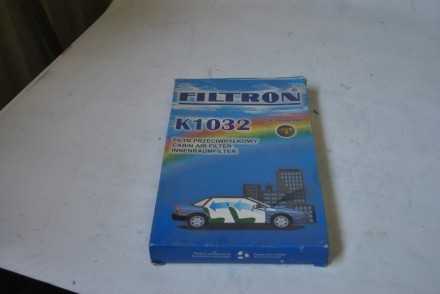 FILTRON
K1032
FILTR PRZECIWPYŁKOWY
CABIN AIR FILTER
INNENRAUMFILTER